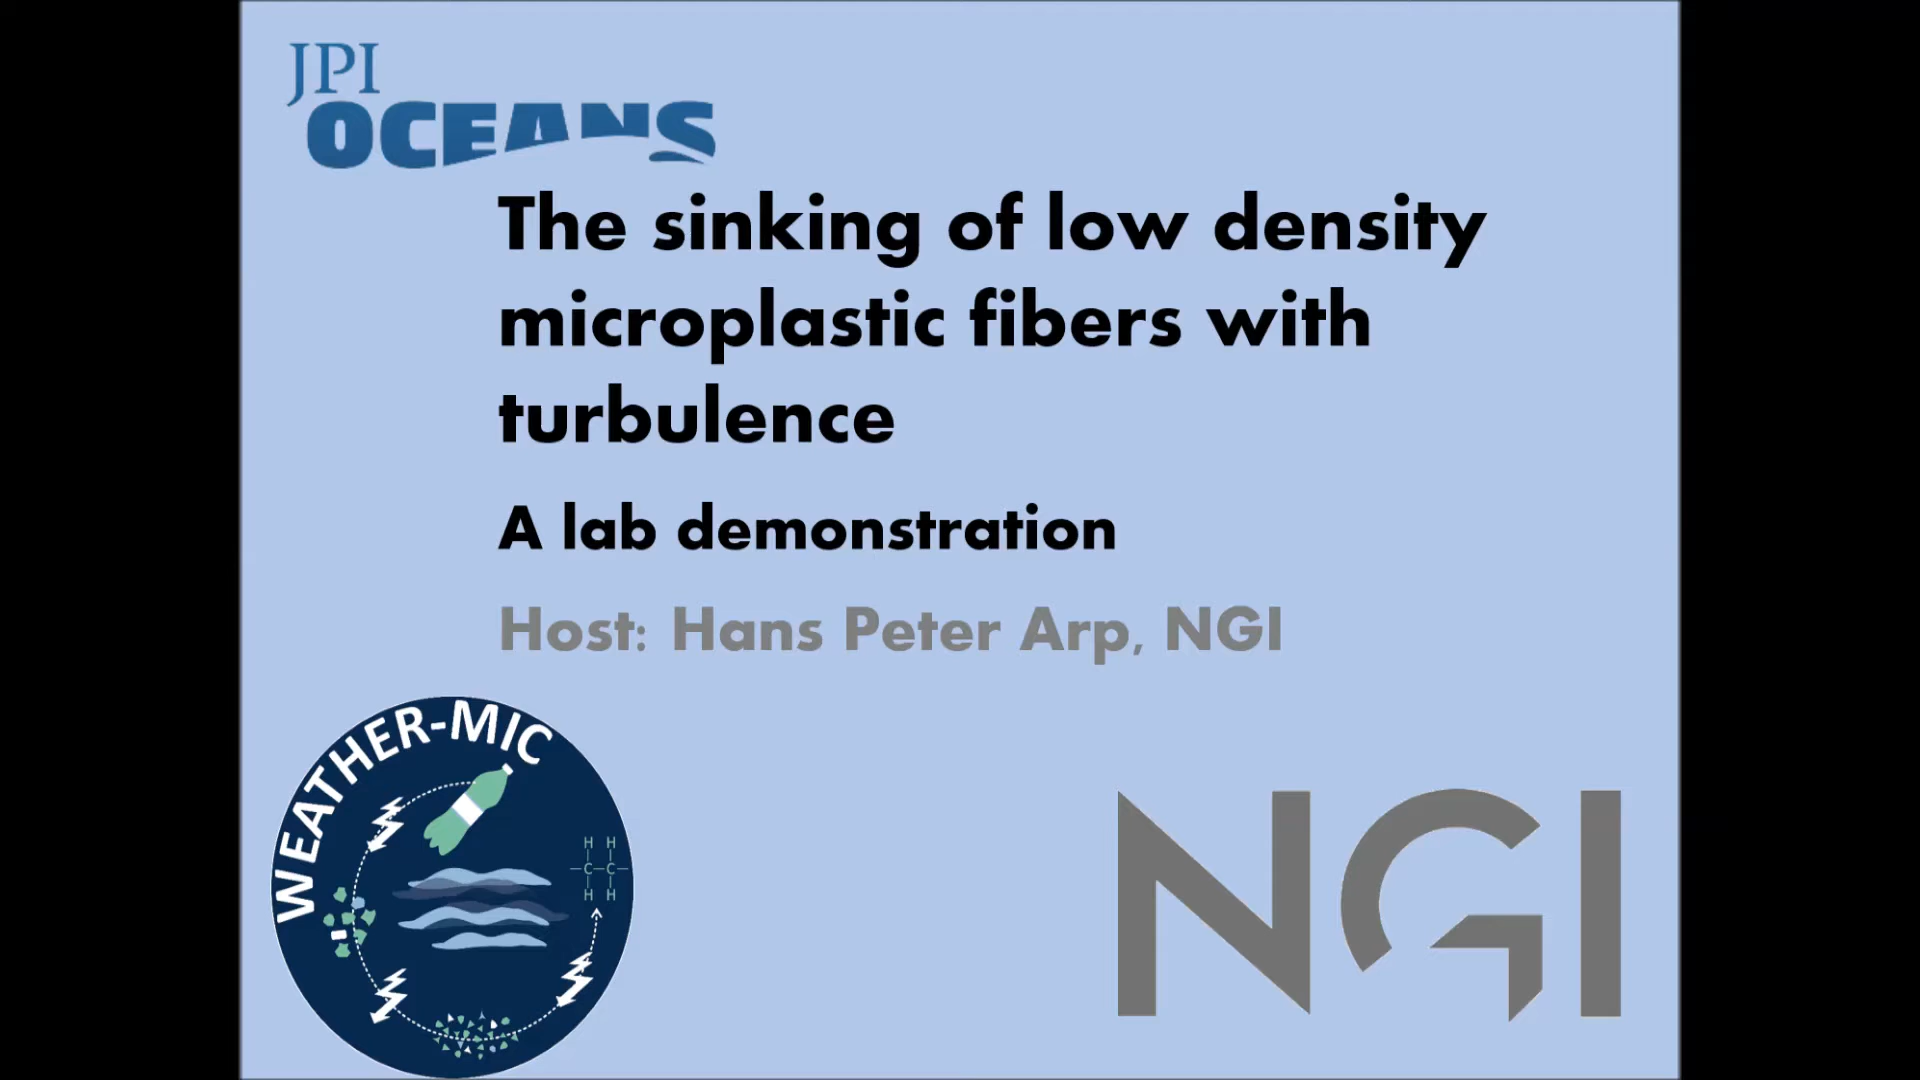 JPI
OCEANS
The sinking of low density
microplastic fibers with
turbulence
A lab demonstration
Host: Hans Peter Arp, NGI
WEATHER-MIC
H H
C C
H H
NGI